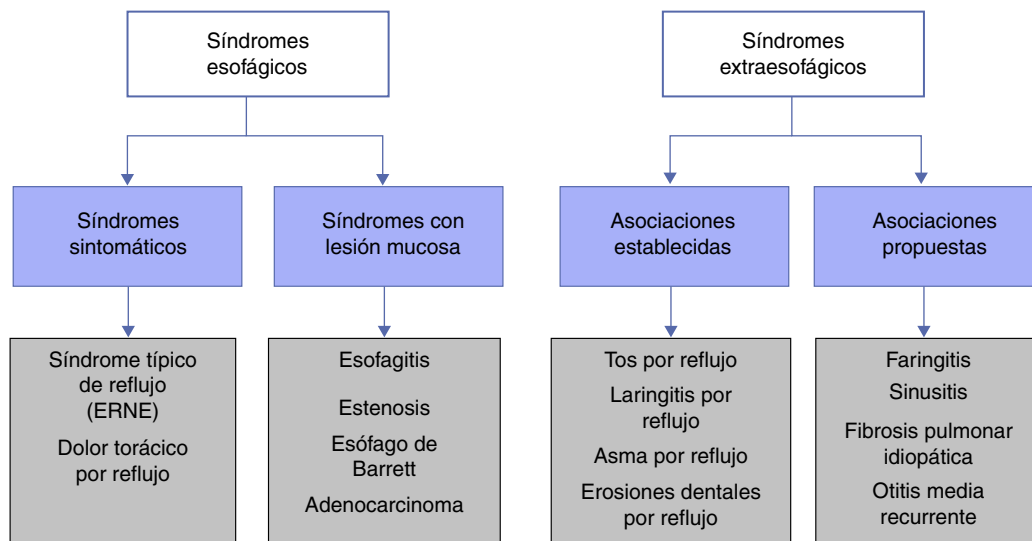 Síndromes
esofágicos
Síndromes
extraesofágicos
Síndromes
sintomáticos
Síndromes con
lesión mucosa
Asociaciones
establecidas
Asociaciones
propuestas
Síndrome típico
de reflujo
(ERNE)
Dolor torácico
por reflujo
Esofagitis
Estenosis
Esófago de
Barrett
Adenocarcinoma
Tos por reflujo
Laringitis por
reflujo
Asma por reflujo
Erosiones dentales
por reflujo
Faringitis
Sinusitis
Fibrosis pulmonar
idiopática
Otitis media
recurrente